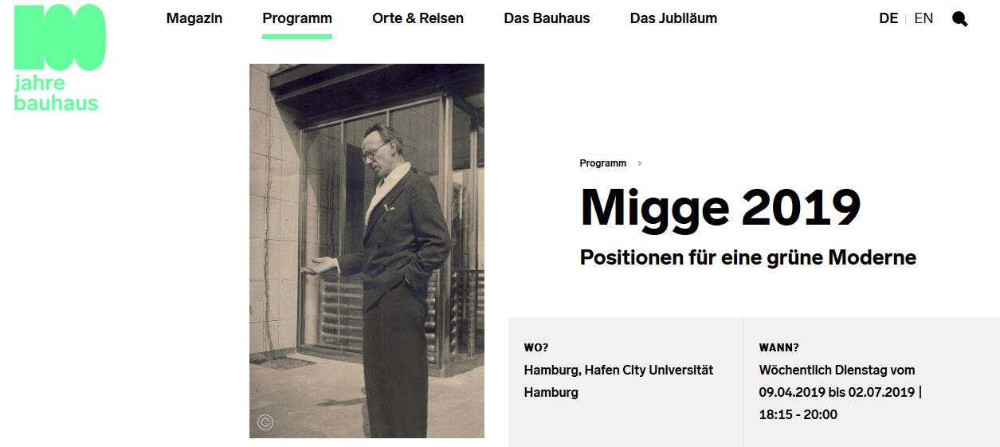 100
jahre
bauhaus
Magazin Programm Orte & Reisen Das Bauhaus Das Jubiläum DE | EN
Programm
Migge 2019
Positionen für eine grüne Moderne
WO?
Hamburg, Hafen City Universität
Hamburg
WANN?
Wöchentlich Dienstag vom
09.04.2019 bis 02.07.2019 |
18:15 - 20:00
©